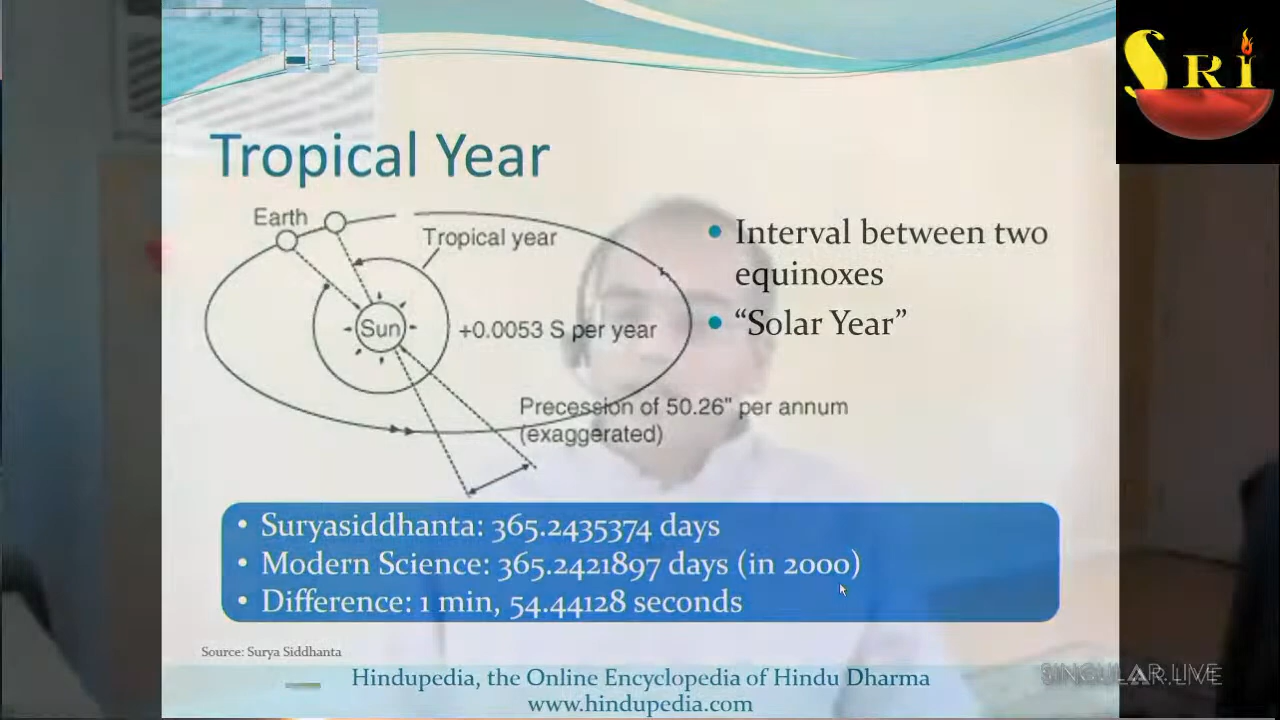 SRi
Tropical Year
Earth
Tropical year
Sun
+0.0053 S per year
Precession of 50.26" per annum
(exaggerated)
• Interval between two
equinoxes
• “Solar Year”
• Suryasiddhanta: 365.2435374 days
• Modern Science: 365.2421897 days (in 2000)
• Difference: 1 min, 54.44128 seconds
Source: Surya Siddhanta
Hindupedia, the Online Encyclopedia of Hindu Dharma
www.hindupedia.com
SINGULAR.LIVE